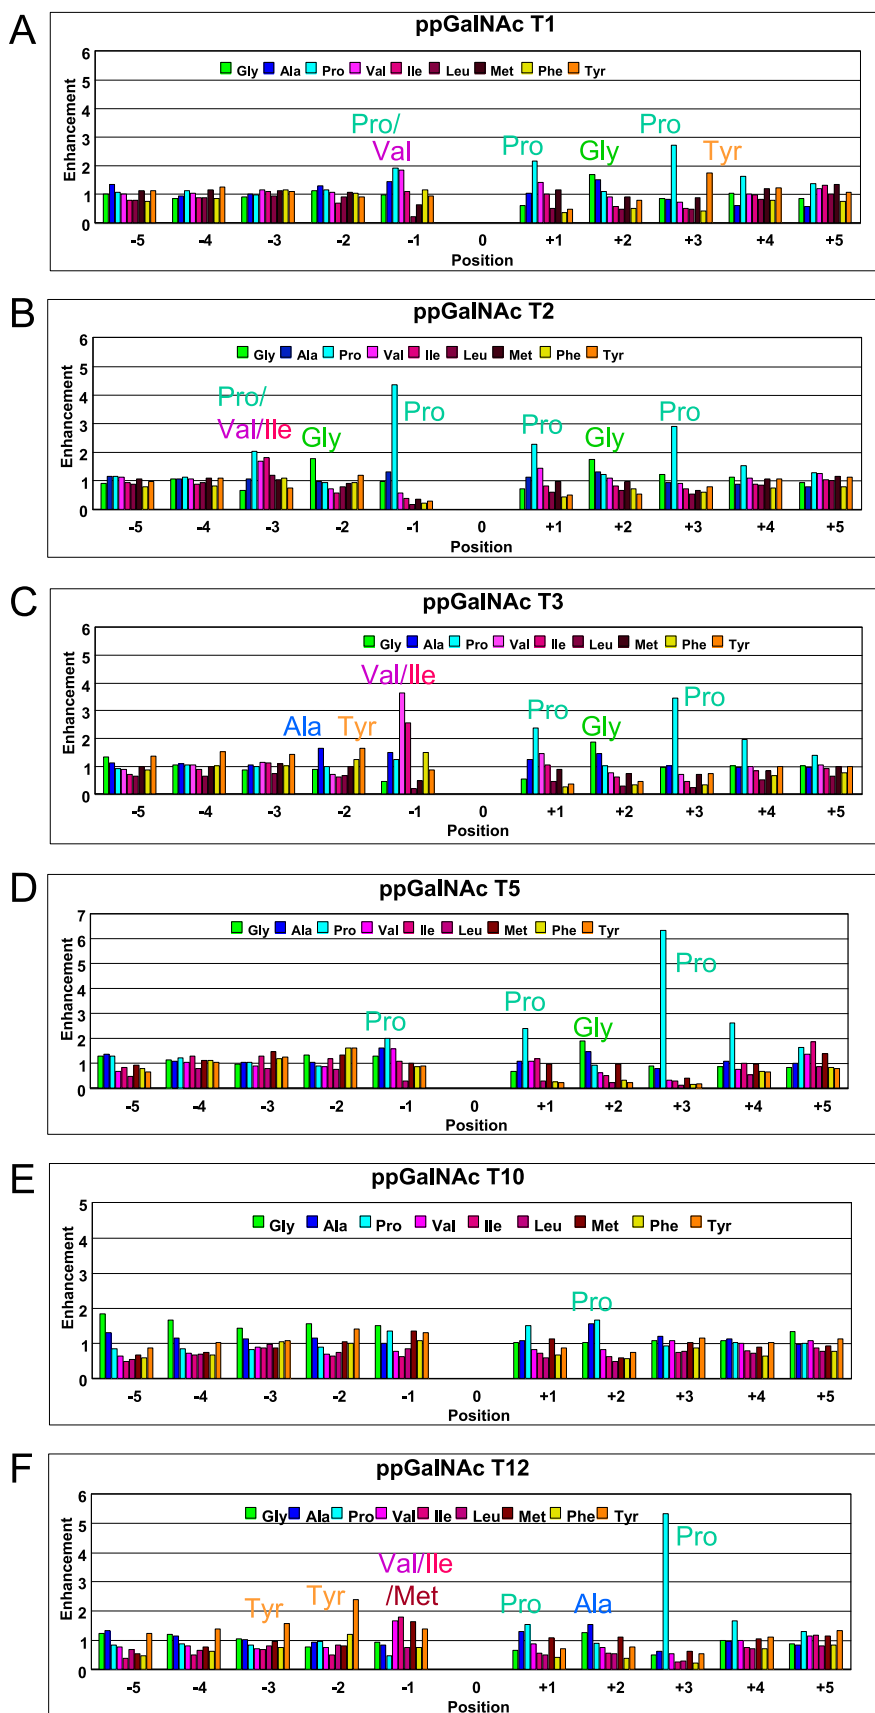 A
ppGalNAc T1
Enhancement
6
5
4
3
2
1
0
Gly Ala Pro Val Ile Leu Met Phe Tyr
Pro/
Val
Pro
Gly
Pro
Tyr
-5 -4 -3 -2 -1 0 +1 +2 +3 +4 +5
Position
B
ppGalNAc T2
Enhancement
6
5
4
3
2
1
0
Gly Ala Pro Val Ile Leu Met Phe Tyr
Pro/
Val/Ile
Gly
Pro
Pro
Gly
Pro
-5 -4 -3 -2 -1 0 +1 +2 +3 +4 +5
Position
C
ppGalNAc T3
Enhancement
6
5
4
3
2
1
0
Gly Ala Pro Val Ile Leu Met Phe Tyr
Val/Ile
Ala
Tyr
Pro
Gly
Pro
-5 -4 -3 -2 -1 0 +1 +2 +3 +4 +5
Position
D
ppGalNAc T5
Enhancement
7
6
5
4
3
2
1
0
Gly Ala Pro Val Ile Leu Met Phe Tyr
Pro
Pro
Gly
Pro
-5 -4 -3 -2 -1 0 +1 +2 +3 +4 +5
Position
E
ppGalNAc T10
Enhancement
5
4
3
2
1
0
Gly Ala Pro Val Ile Leu Met Phe Tyr
Pro
-5 -4 -3 -2 -1 0 +1 +2 +3 +4 +5
Position
F
ppGalNAc T12
Enhancement
6
5
4
3
2
1
0
Gly Ala Pro Val Ile Leu Met Phe Tyr
Tyr
Tyr
Val/Ile
/Met
Pro
Ala
Pro
-5 -4 -3 -2 -1 0 +1 +2 +3 +4 +5
Position